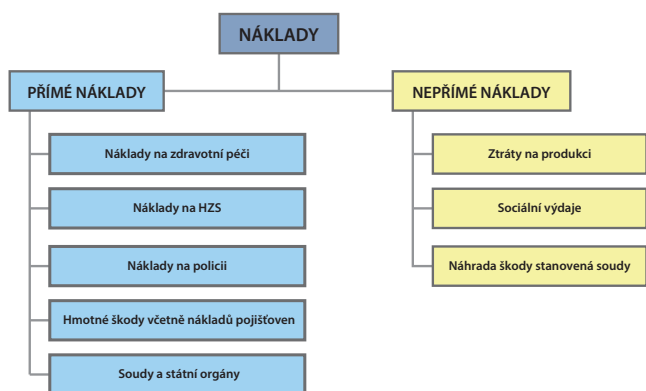 NÁKLADY
PŘÍMÉ NÁKLADY
Náklady na zdravotní péči
Náklady na HZS
Náklady na policii
Hmotné škody včetně nákladů pojišťoven
Soudy a státní orgány
NEPŘÍMÉ NÁKLADY
Ztráty na produkci
Sociální výdaje
Náhrada škody stanovená soudy